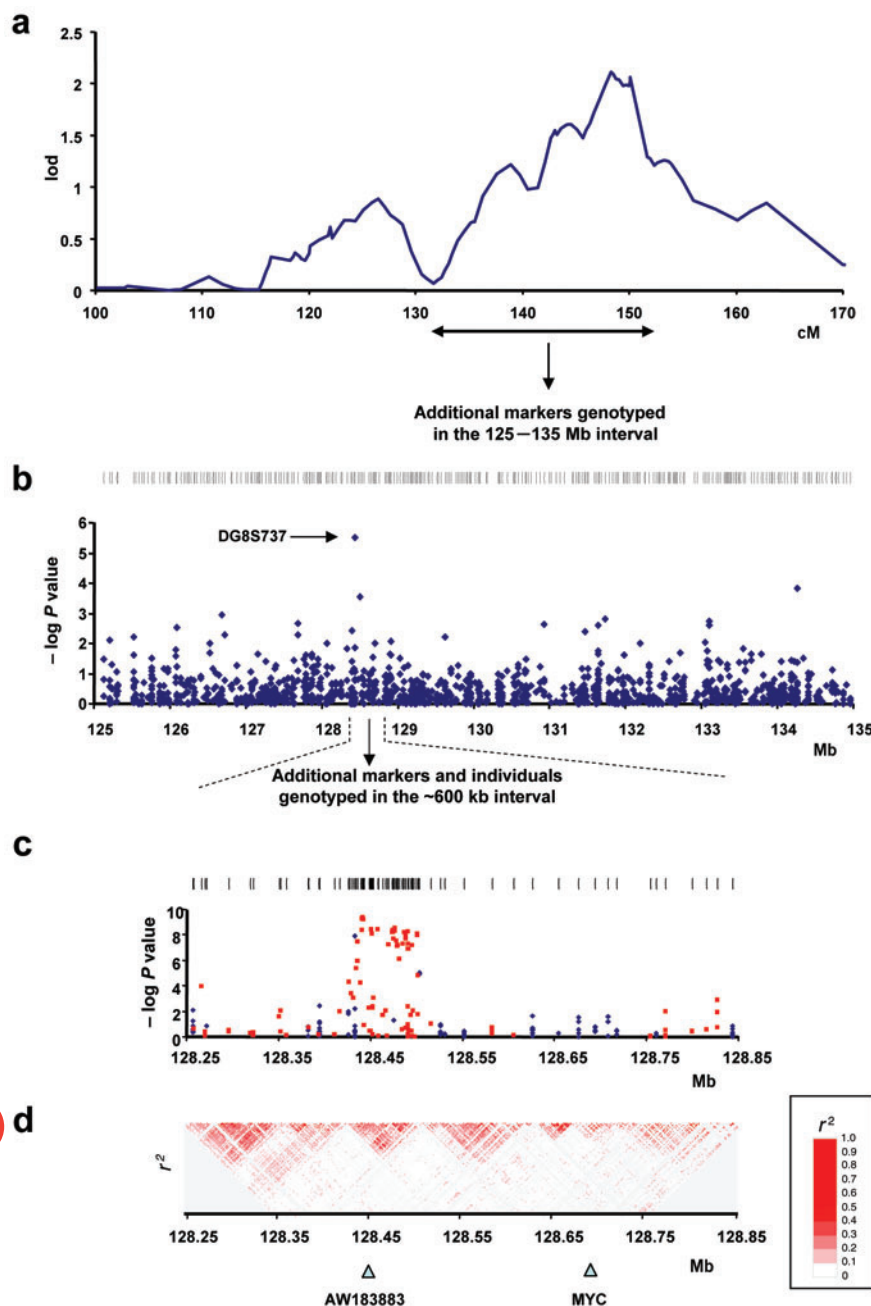 a
2.5
2
1.5
1
0.5
0
lod
100 110 120 130 140 150 160 170
cM
Additional markers genotyped
in the 125–135 Mb interval
b
6
5
4
3
2
1
0
– log P value
DG8S737
125 126 127 128 129 130 131 132 133 134 135
Mb
Additional markers and individuals
genotyped in the ~600 kb interval
c
10
8
6
4
2
0
– log P value
128.25 128.35 128.45 128.55 128.65 128.75 128.85
Mb
d
r²
128.25 128.35 128.45 128.55 128.65 128.75 128.85
Mb
AW183883 MYC
r²
1.0
0.9
0.8
0.7
0.6
0.5
0.4
0.3
0.2
0.1
0